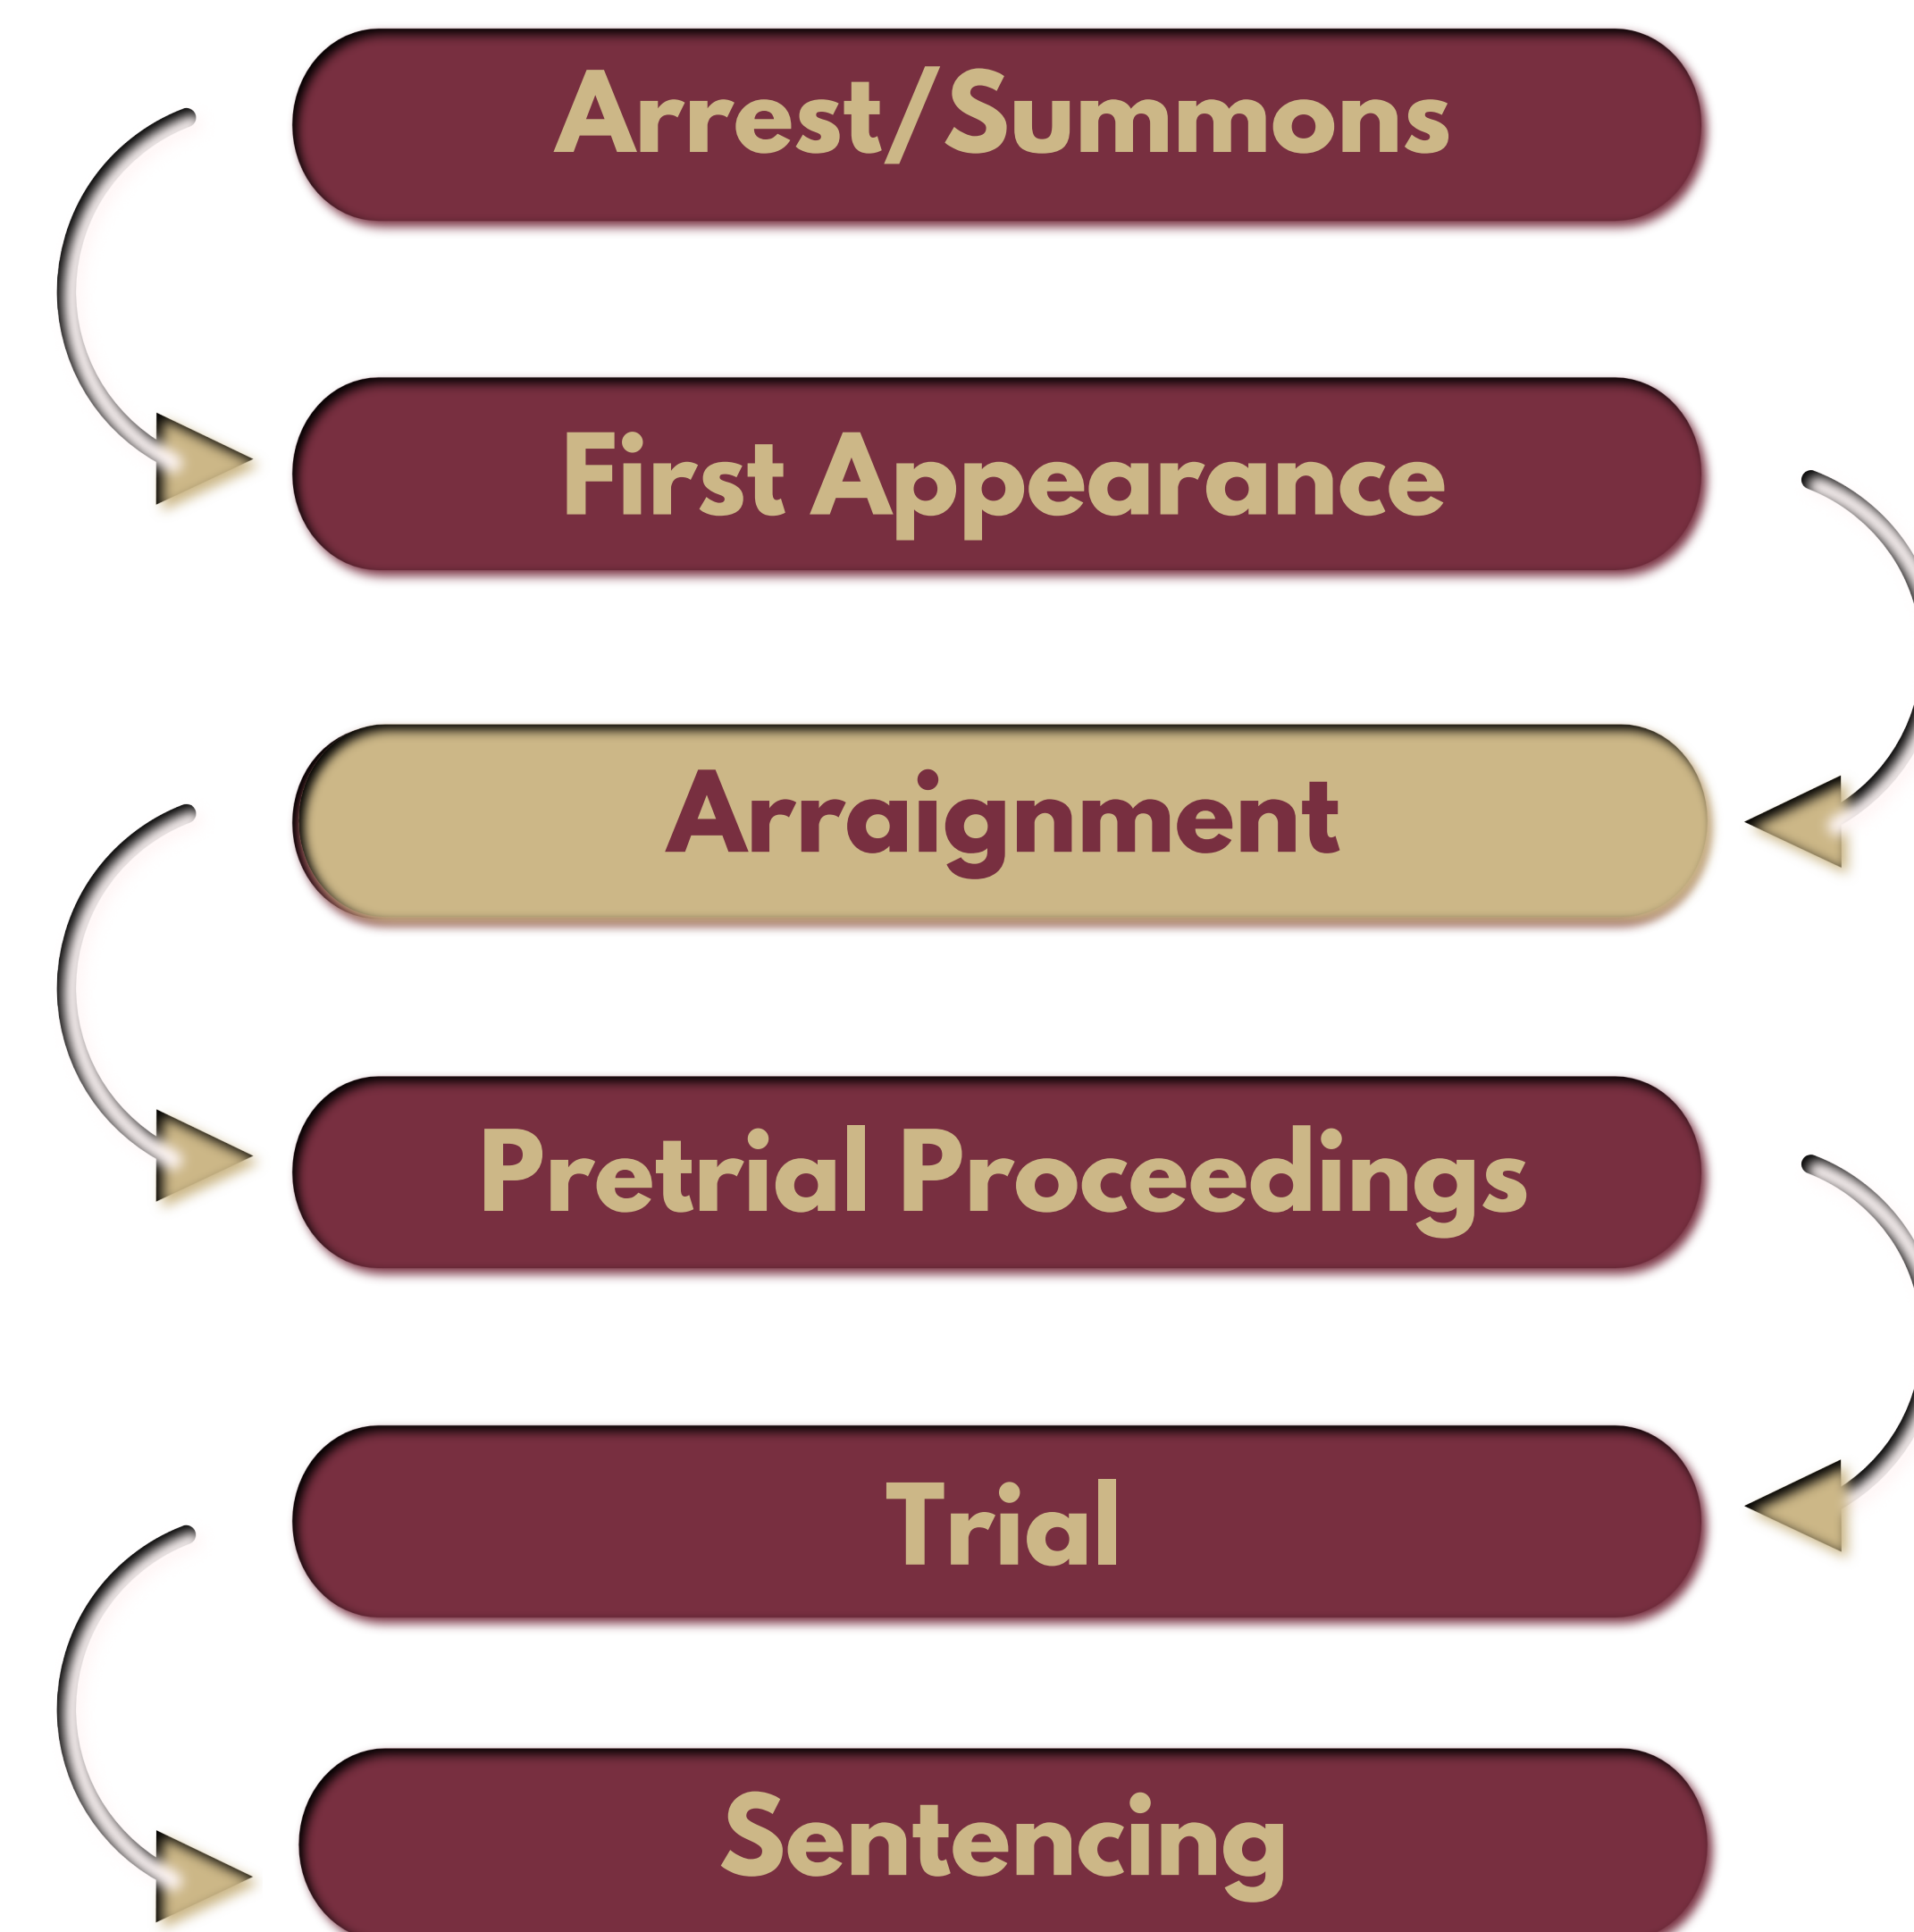 Arrest/Summons
First Appearance
Arraignment
Pretrial Proceedings
Trial
Sentencing